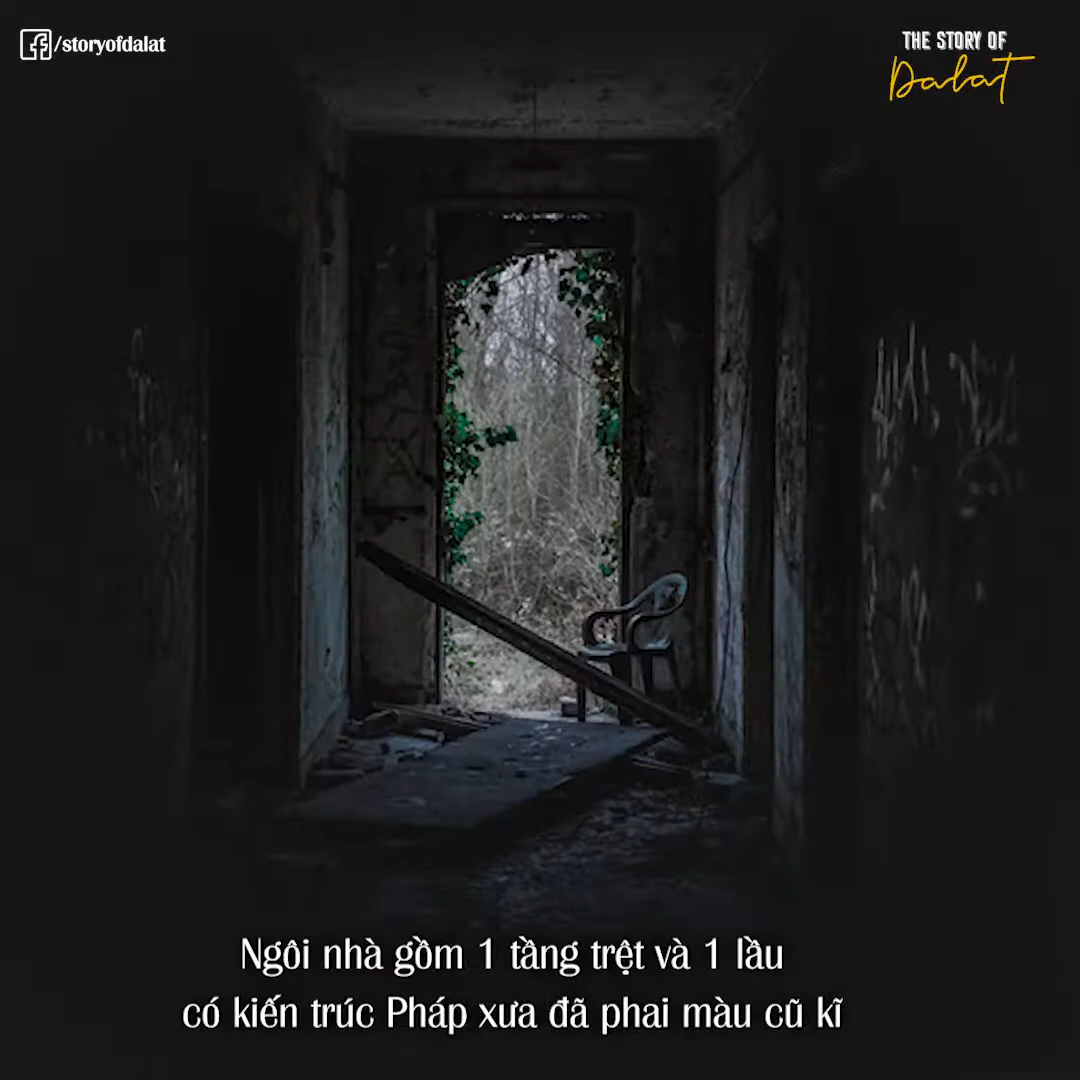 /storyofdalat
THE STORY OF
Dalat
Ngôi nhà gồm 1 tầng trệt và 1 lầu
có kiến trúc Pháp xưa đã phai màu cũ kĩ